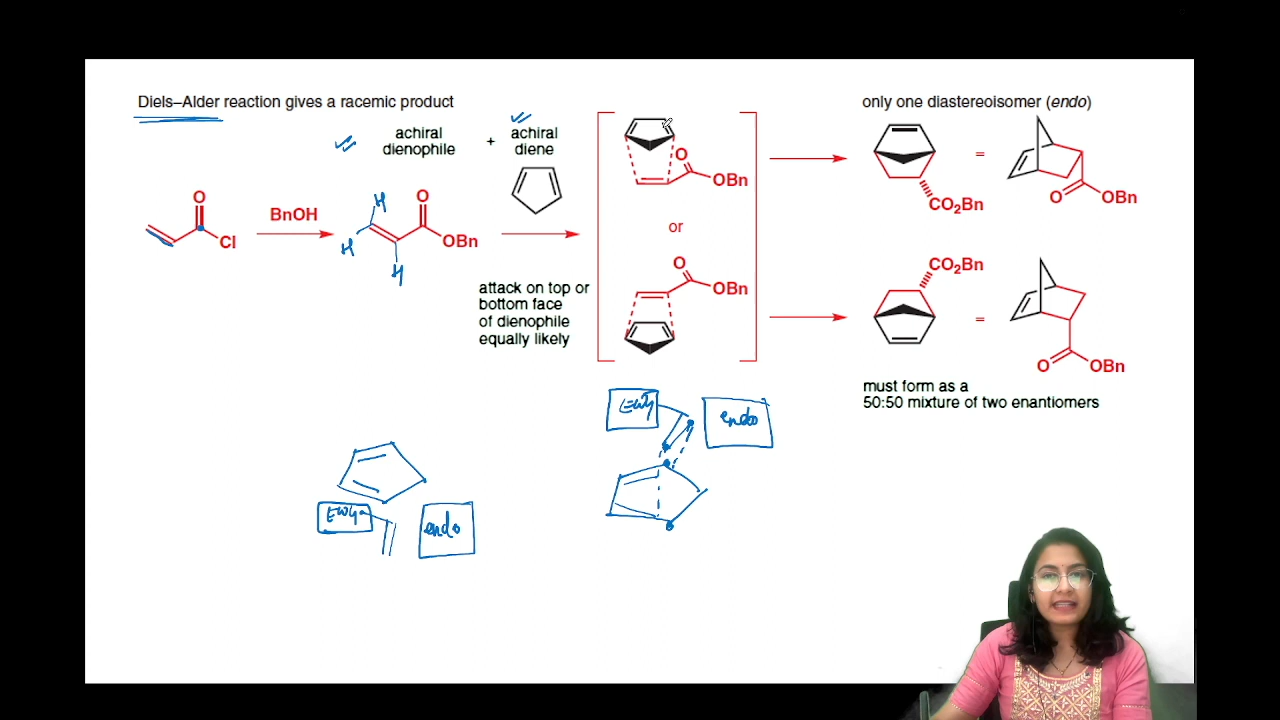 Diels–Alder reaction gives a racemic product
only one diastereoisomer (endo)
achiral
dienophile
+
achiral
diene
O
Cl
BnOH
H
H
H
O
OBn
attack on top or
bottom face
of dienophile
equally likely
O
OBn
or
O
OBn
CO2Bn
=
O
OBn
CO2Bn
=
O
OBn
must form as a
50:50 mixture of two enantiomers
EWG
endo
EWG
endo